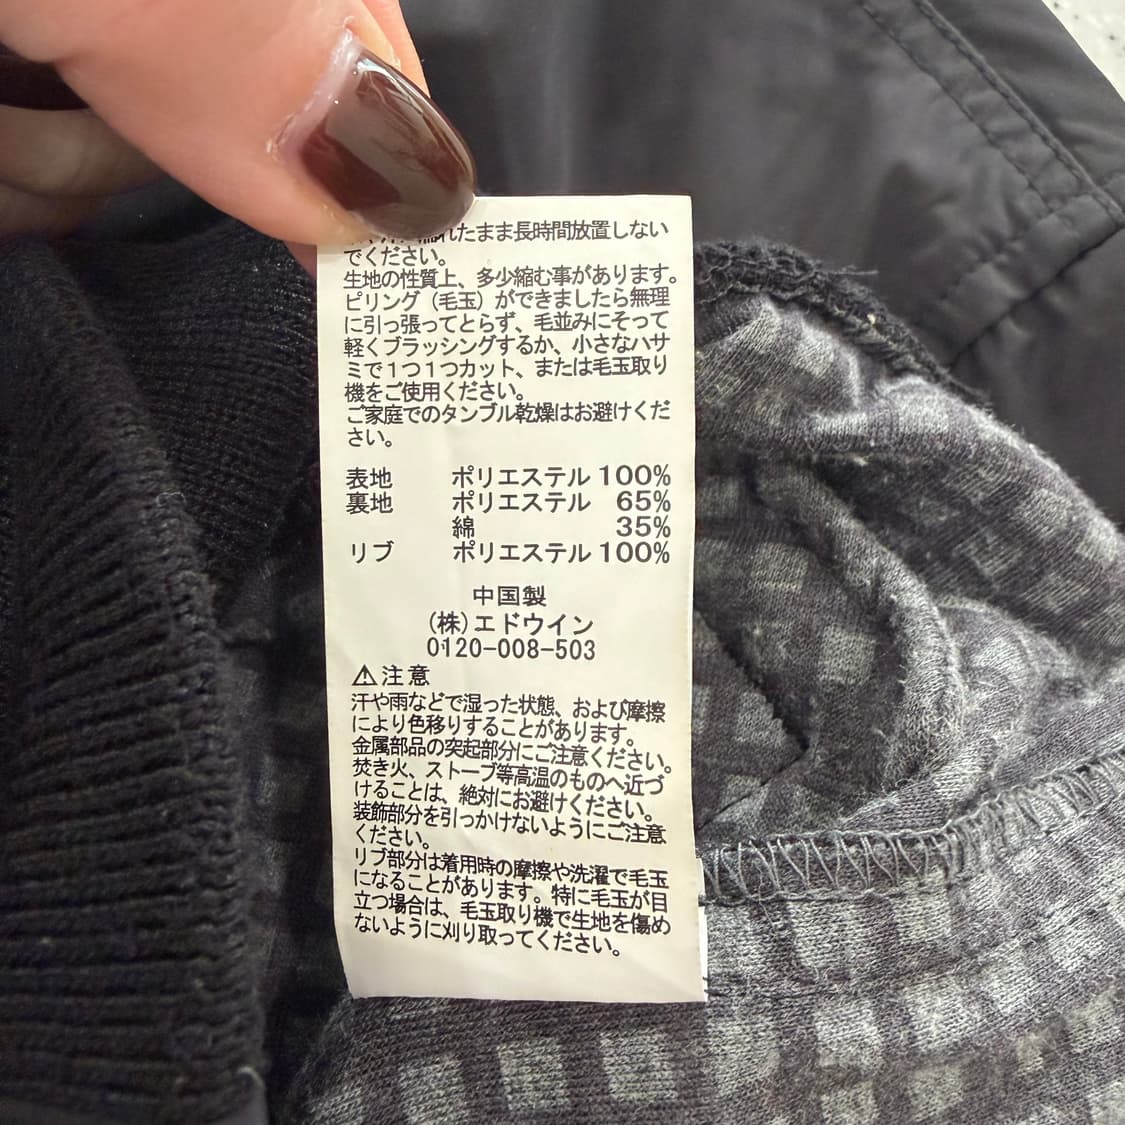 濡れたまま長時間放置しない
でください。
生地の性質上、多少縮む事があります。
ピリング（毛玉）ができましたら無理
に引っ張ってとらず、毛並みにそって
軽くブラッシングするか、小さなハサ
ミで１つ１つカット、または毛玉取り
機をご使用ください。
ご家庭でのタンブル乾燥はお避けくだ
さい。
表地 ポリエステル 100%
裏地 ポリエステル 65%
綿 35%
リブ ポリエステル 100%
中国製
(株)エドウイン
0120-008-503
⚠注意
汗や雨などで湿った状態、および摩擦
により色移りすることがあります。
金属部品の突起部分にご注意ください。
焚き火、ストーブ等高温のものへ近づ
けることは、絶対にお避けください。
装飾部分を引っかけないようにご注意
ください。
リブ部分は着用時の摩擦や洗濯で毛玉
になることがあります。特に毛玉が目
立つ場合は、毛玉取り機で生地を傷め
ないように刈り取ってください。